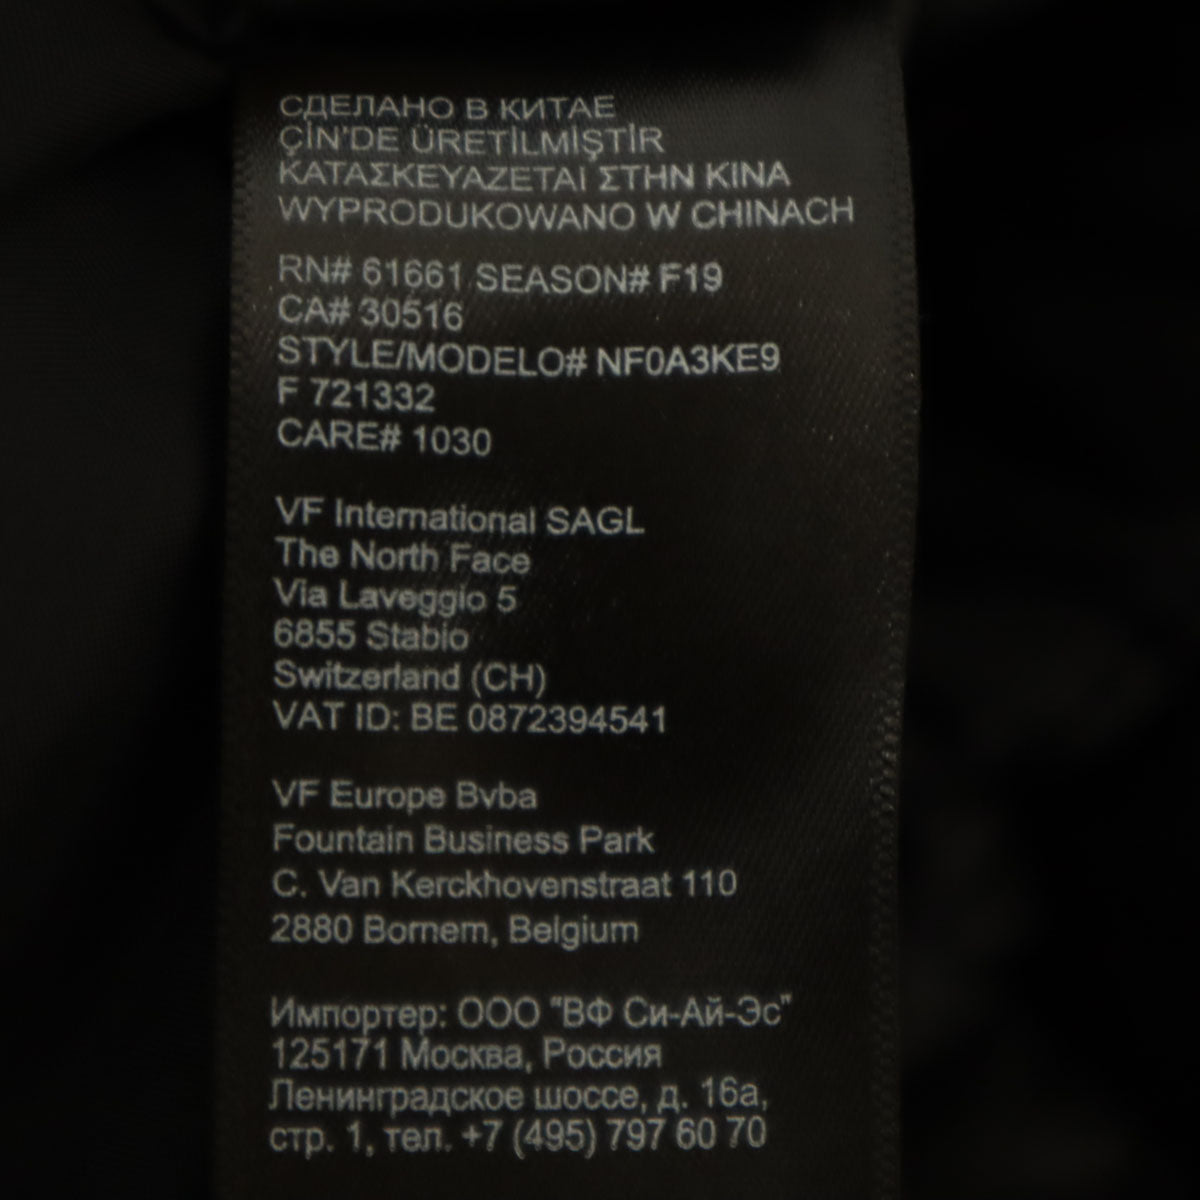 СДЕЛАНО В КИТАЕ
ÇİN'DE ÜRETİLMİŞTİR
ΚΑΤΑΣΚΕΥΑΖΕΤΑΙ ΣΤΗΝ ΚΙΝΑ
WYPRODUKOWANO W CHINACH
RN# 61661 SEASON# F19
CA# 30516
STYLE/MODELO# NF0A3KE9
F 721332
CARE# 1030
VF International SAGL
The North Face
Via Laveggio 5
6855 Stabio
Switzerland (CH)
VAT ID: BE 0872394541
VF Europe Bvba
Fountain Business Park
C. Van Kerckhovenstraat 110
2880 Bornem, Belgium
Импортер: ООО "ВФ Си-Ай-Эс"
125171 Москва, Россия
Ленинградское шоссе, д. 16а,
стр. 1, тел. +7 (495) 797 60 70